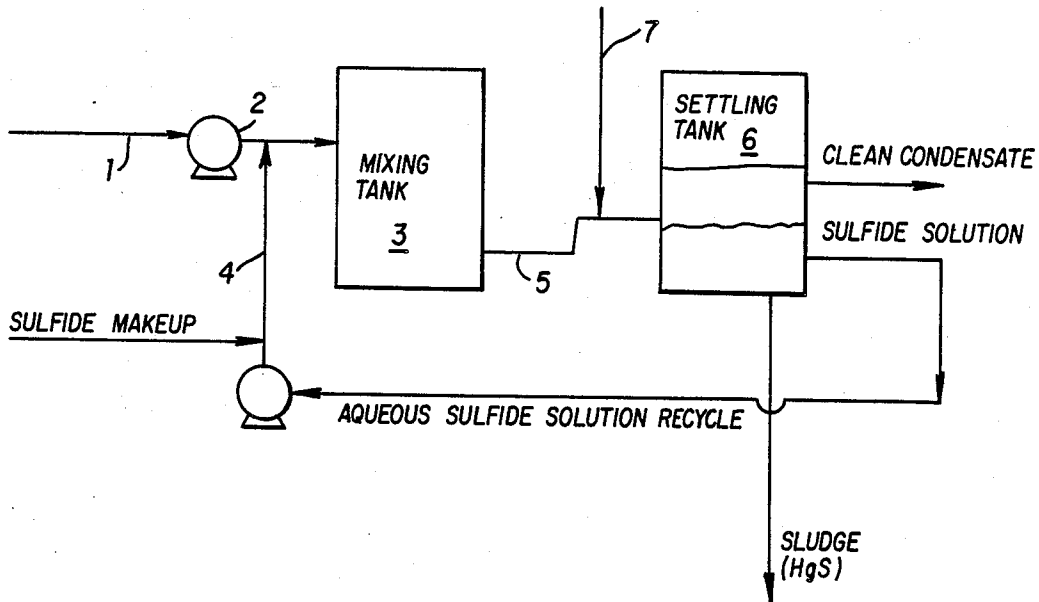 7
2
SETTLING
TANK
6
1
MIXING
TANK
3
CLEAN CONDENSATE
SULFIDE SOLUTION
4
5
SULFIDE MAKEUP
AQUEOUS SULFIDE SOLUTION RECYCLE
SLUDGE
(HgS)